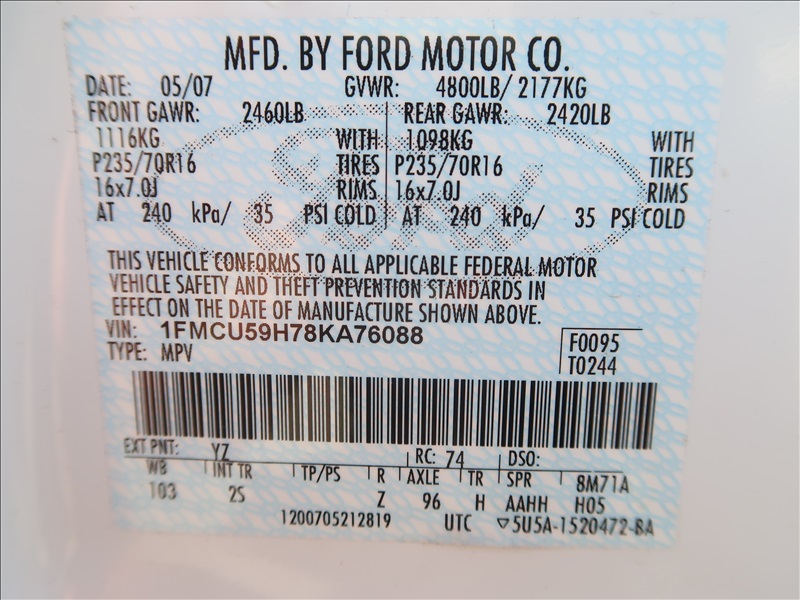 MFD. BY FORD MOTOR CO.
DATE: 05/07 GVWR: 4800LB/ 2177KG
FRONT GAWR: 2460LB REAR GAWR: 2420LB
1116KG WITH 1098KG WITH
P235/70R16 TIRES P235/70R16 TIRES
16x7.0J RIMS 16x7.0J RIMS
AT 240 kPa/ 35 PSI COLD AT 240 kPa/ 35 PSI COLD
THIS VEHICLE CONFORMS TO ALL APPLICABLE FEDERAL MOTOR
VEHICLE SAFETY AND THEFT PREVENTION STANDARDS IN
EFFECT ON THE DATE OF MANUFACTURE SHOWN ABOVE.
VIN: 1FMCU59H78KA76088 F0095
TYPE: MPV T0244
EXT PNT: YZ RC: 74 DSO:
WB INT TR TP/PS R AXLE TR SPR 8M71A
103 2S Z 96 H AAHH H05
1200705212819 UTC ▽5U5A-1520472-BA